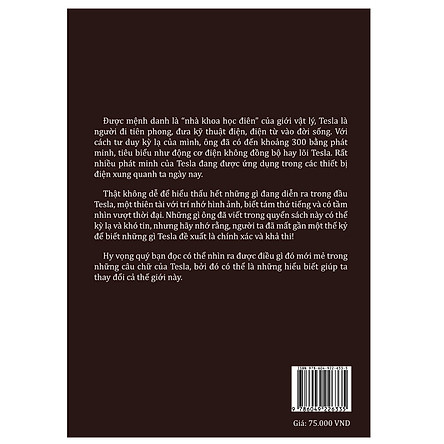 Được mệnh danh là "nhà khoa học điên" của giới vật lý, Tesla là
người đi tiên phong, đưa kỹ thuật điện, điện từ vào đời sống. Với
cách tư duy kỳ lạ của mình, ông đã có đến khoảng 300 bằng phát
minh, tiêu biểu như động cơ điện không đồng bộ hay lõi Tesla. Rất
nhiều phát minh của Tesla đang được ứng dụng trong các thiết bị
điện xung quanh ta ngày nay.
Thật không dễ để hiểu thấu hết những gì đang diễn ra trong đầu
Tesla, một thiên tài với trí nhớ hình ảnh, biết tám thứ tiếng và có tầm
nhìn vượt thời đại. Những gì ông đã viết trong quyển sách này có thể
kỳ lạ và khó tin, nhưng hãy nhớ rằng, người ta đã mất gần một thế kỷ
để biết những gì Tesla đề xuất là chính xác và khả thi!
Hy vọng quý bạn đọc có thể nhìn ra được điều gì đó mới mẻ trong
những câu chữ của Tesla, bởi đó có thể là những hiểu biết giúp ta
thay đổi cả thế giới này.
Giá: 75.000 VND